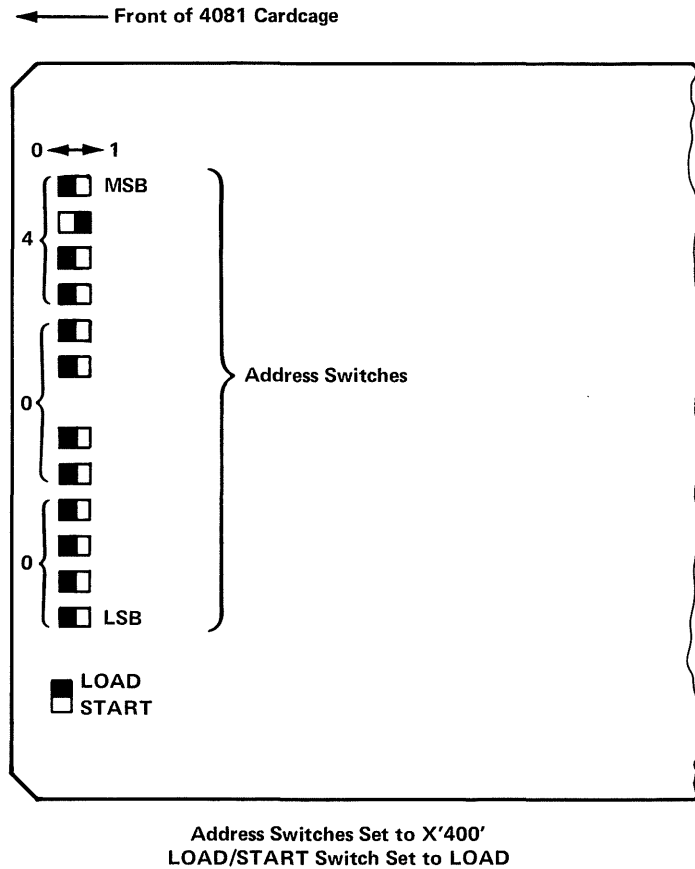 Front of 4081 Cardcage
0 1
MSB
4
0
Address Switches
0
LSB
LOAD
START
Address Switches Set to X'400'
LOAD/START Switch Set to LOAD